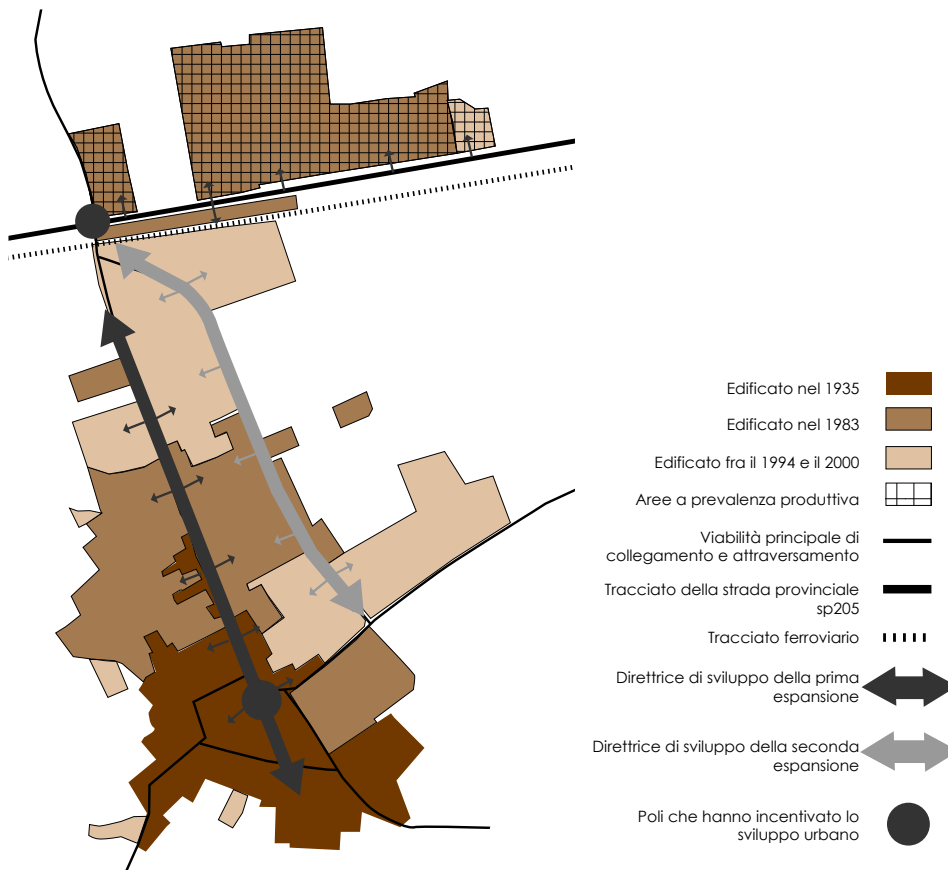 Edificato nel 1935
Edificato nel 1983
Edificato fra il 1994 e il 2000
Aree a prevalenza produttiva
Viabilità principale di
collegamento e attraversamento
Tracciato della strada provinciale
sp205
Tracciato ferroviario
Direttrice di sviluppo della prima
espansione
Direttrice di sviluppo della seconda
espansione
Poli che hanno incentivato lo
sviluppo urbano